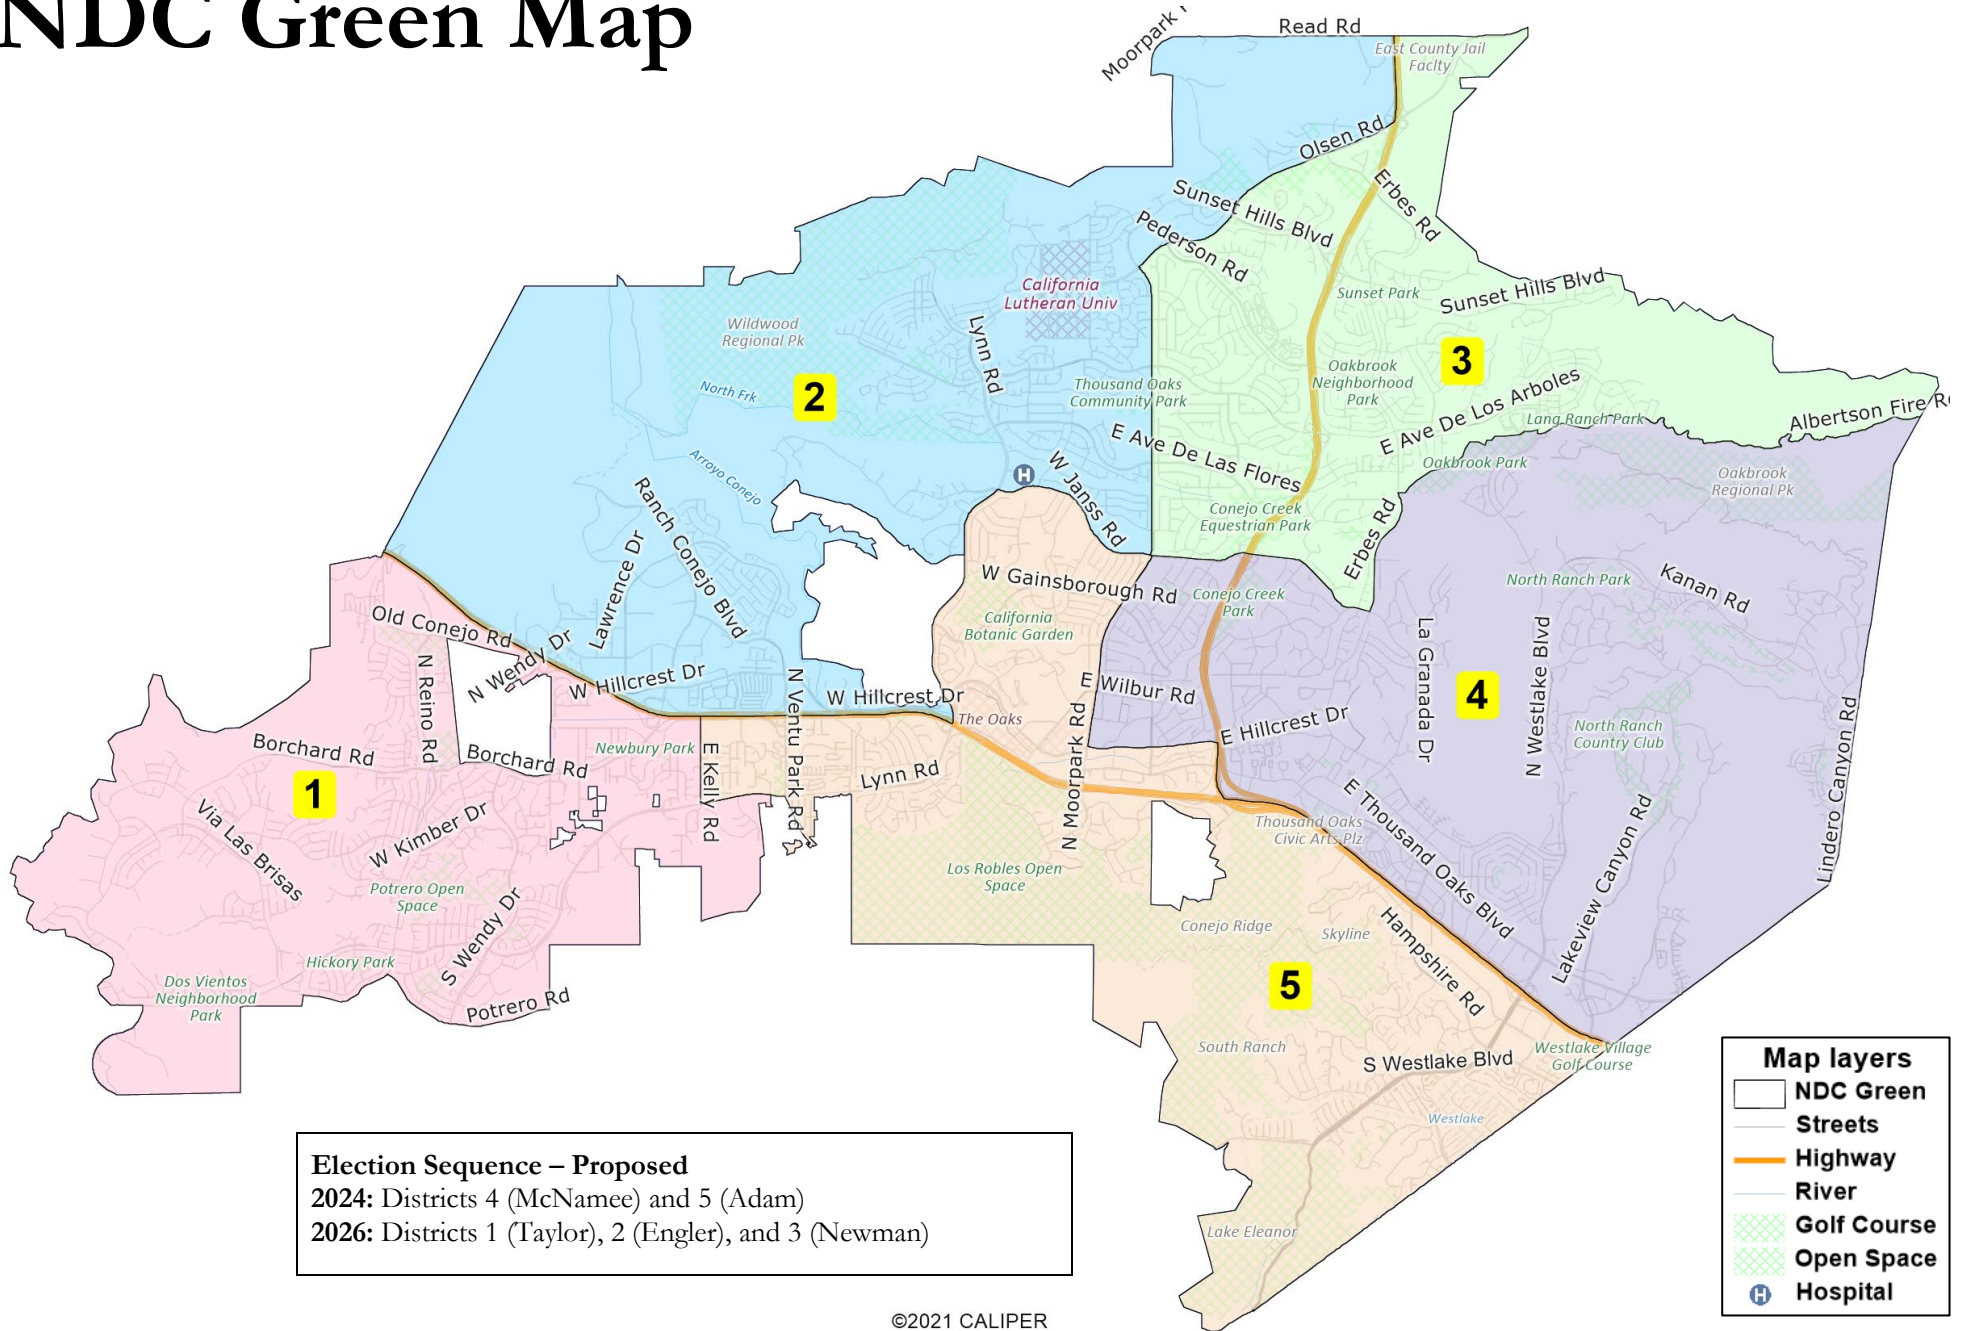 NDC Green Map
Moorpark
Read Rd
East County Jail
Faclty
Olsen Rd
Erbes Rd
Sunset Hills Blvd
Pederson Rd
California
Lutheran Univ
Sunset Park
Sunset Hills Blvd
Wildwood
Regional Pk
Lynn Rd
3
Oakbrook
Neighborhood
Park
North Frk
2
Thousand Oaks
Community Park
E Ave De Los Arboles
Lang Ranch Park
Albertson Fire R
E Ave De Las Flores
Arroyo Conejo
H
W Janss Rd
Oakbrook Park
Oakbrook
Regional Pk
Ranch Conejo Blvd
Conejo Creek
Equestrian Park
Erbes Rd
Lawrence Dr
W Gainsborough Rd
Conejo Creek
Park
North Ranch Park
Kanan Rd
Old Conejo Rd
California
Botanic Garden
N Wendy Dr
N Reino Rd
W Hillcrest Dr
W Hillcrest Dr
N Ventu Park Rd
E Wilbur Rd
La Granada Dr
N Westlake Blvd
4
The Oaks
E Hillcrest Dr
North Ranch
Country Club
Borchard Rd
Borchard Rd
Newbury Park
E Kelly Rd
Lynn Rd
N Moorpark Rd
Lindero Canyon Rd
1
Via Las Brisas
W Kimber Dr
E Thousand Oaks Blvd
Thousand Oaks
Civic Arts Plz
Lakeview Canyon Rd
Potrero Open
Space
Los Robles Open
Space
S Wendy Dr
Conejo Ridge
Skyline
Hampshire Rd
Hickory Park
Dos Vientos
Neighborhood
Park
5
Potrero Rd
South Ranch
S Westlake Blvd
Westlake Village
Golf Course
Westlake
Lake Eleanor
Election Sequence – Proposed
2024: Districts 4 (McNamee) and 5 (Adam)
2026: Districts 1 (Taylor), 2 (Engler), and 3 (Newman)
Map layers
NDC Green
Streets
Highway
River
Golf Course
Open Space
H Hospital
©2021 CALIPER